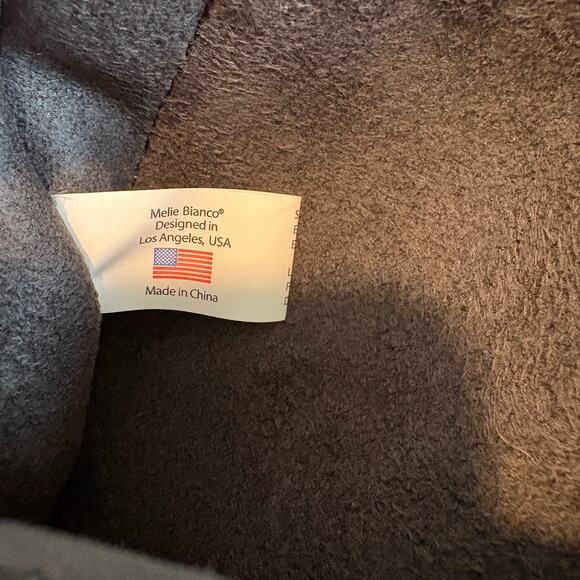 Melie Bianco®
Designed in
Los Angeles, USA
Made in China